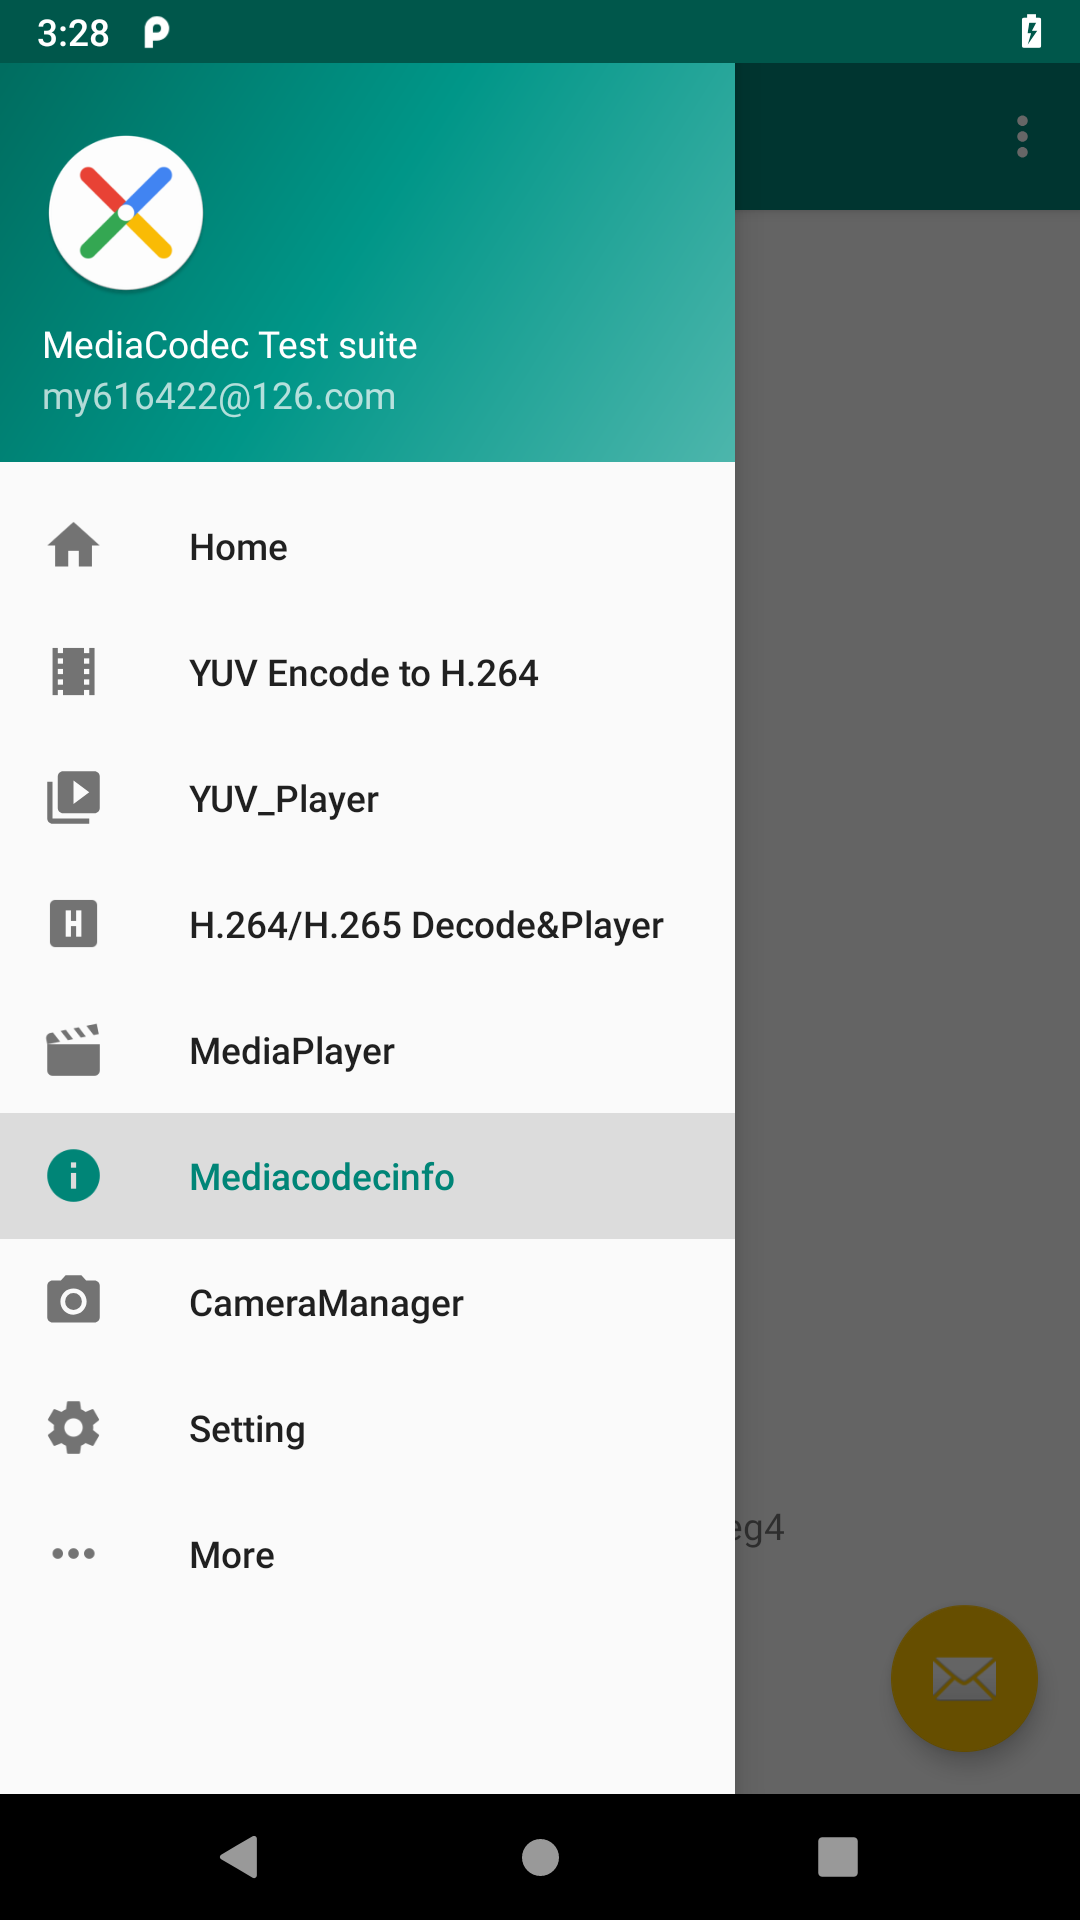 3:28
MediaCodec Test suite
my616422@126.com
Home
YUV Encode to H.264
YUV_Player
H.264/H.265 Decode&Player
MediaPlayer
Mediacodecinfo
CameraManager
Setting
eg4
More